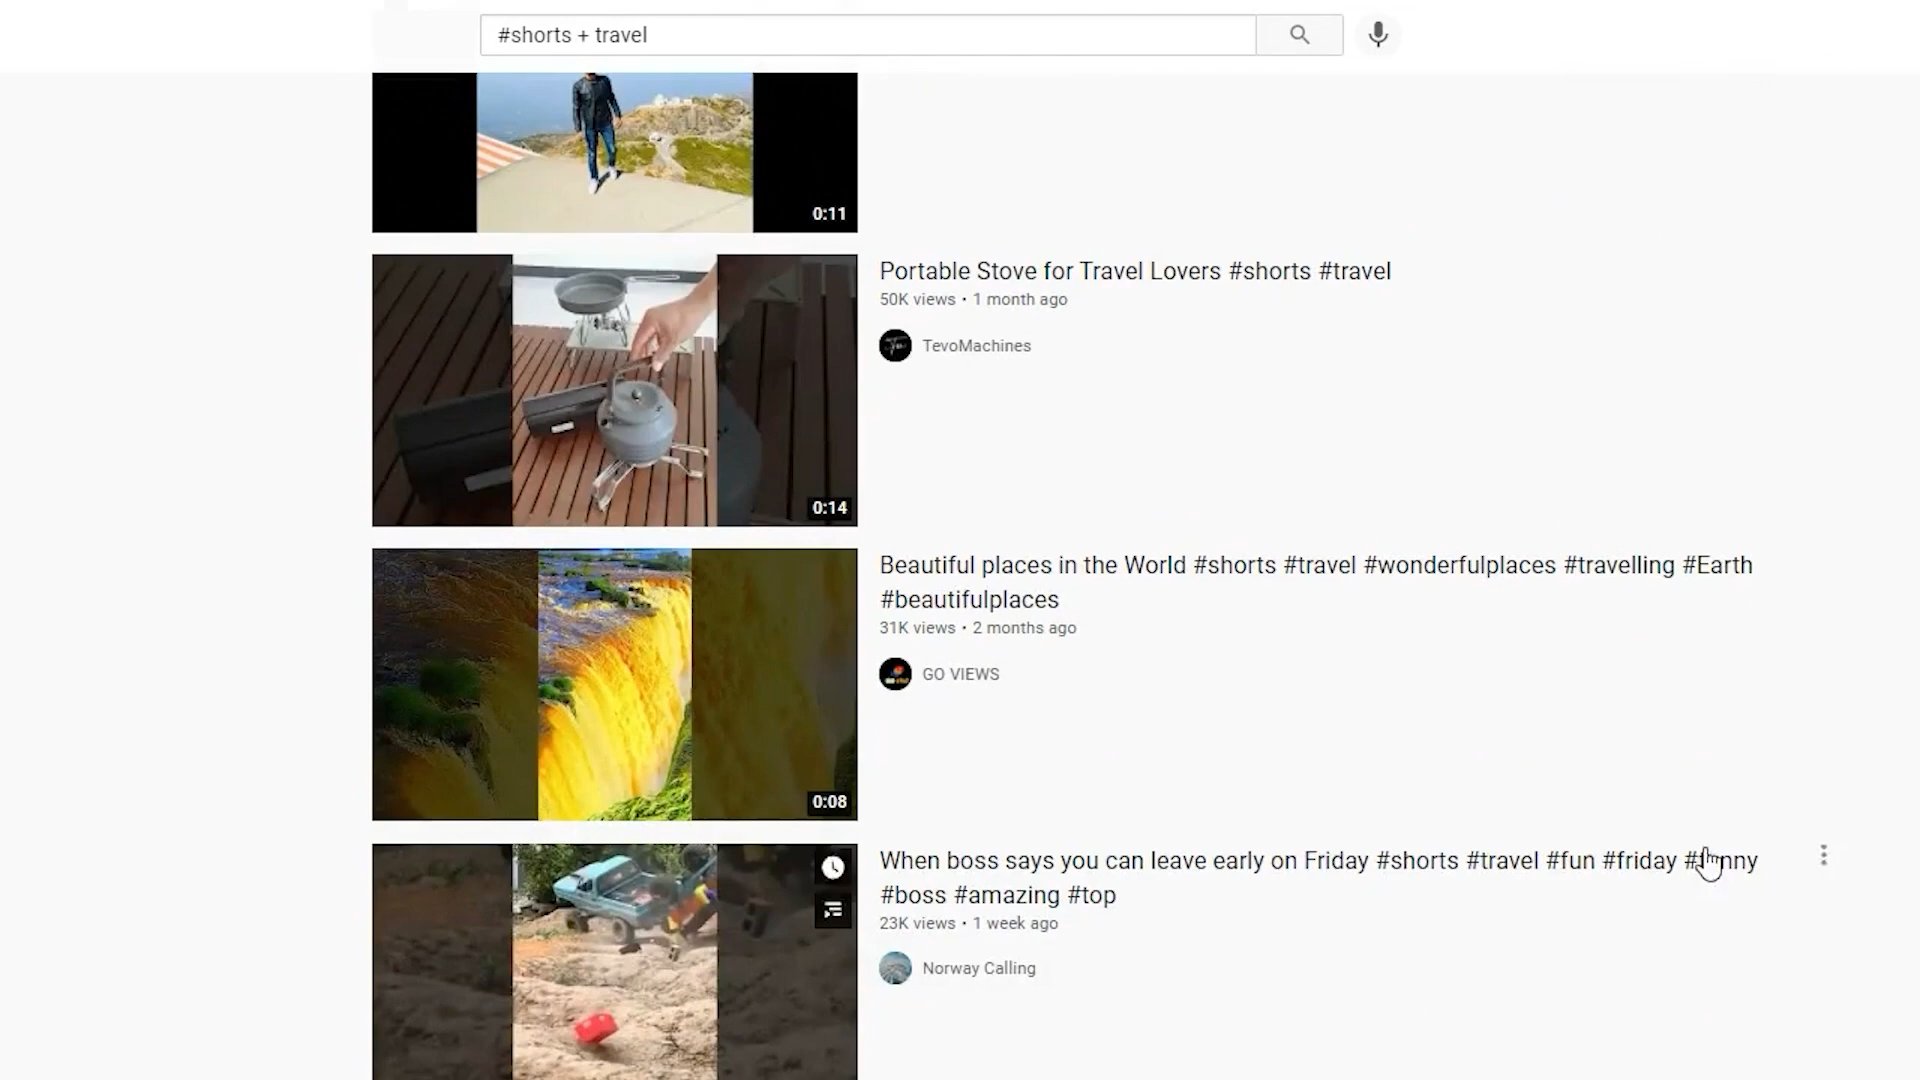 #shorts + travel
0:11
Portable Stove for Travel Lovers #shorts #travel
50K views • 1 month ago
TevoMachines
0:14
Beautiful places in the World #shorts #travel #wonderfulplaces #travelling #Earth
#beautifulplaces
31K views • 2 months ago
GO VIEWS
0:08
When boss says you can leave early on Friday #shorts #travel #fun #friday #funny
#boss #amazing #top
23K views • 1 week ago
Norway Calling